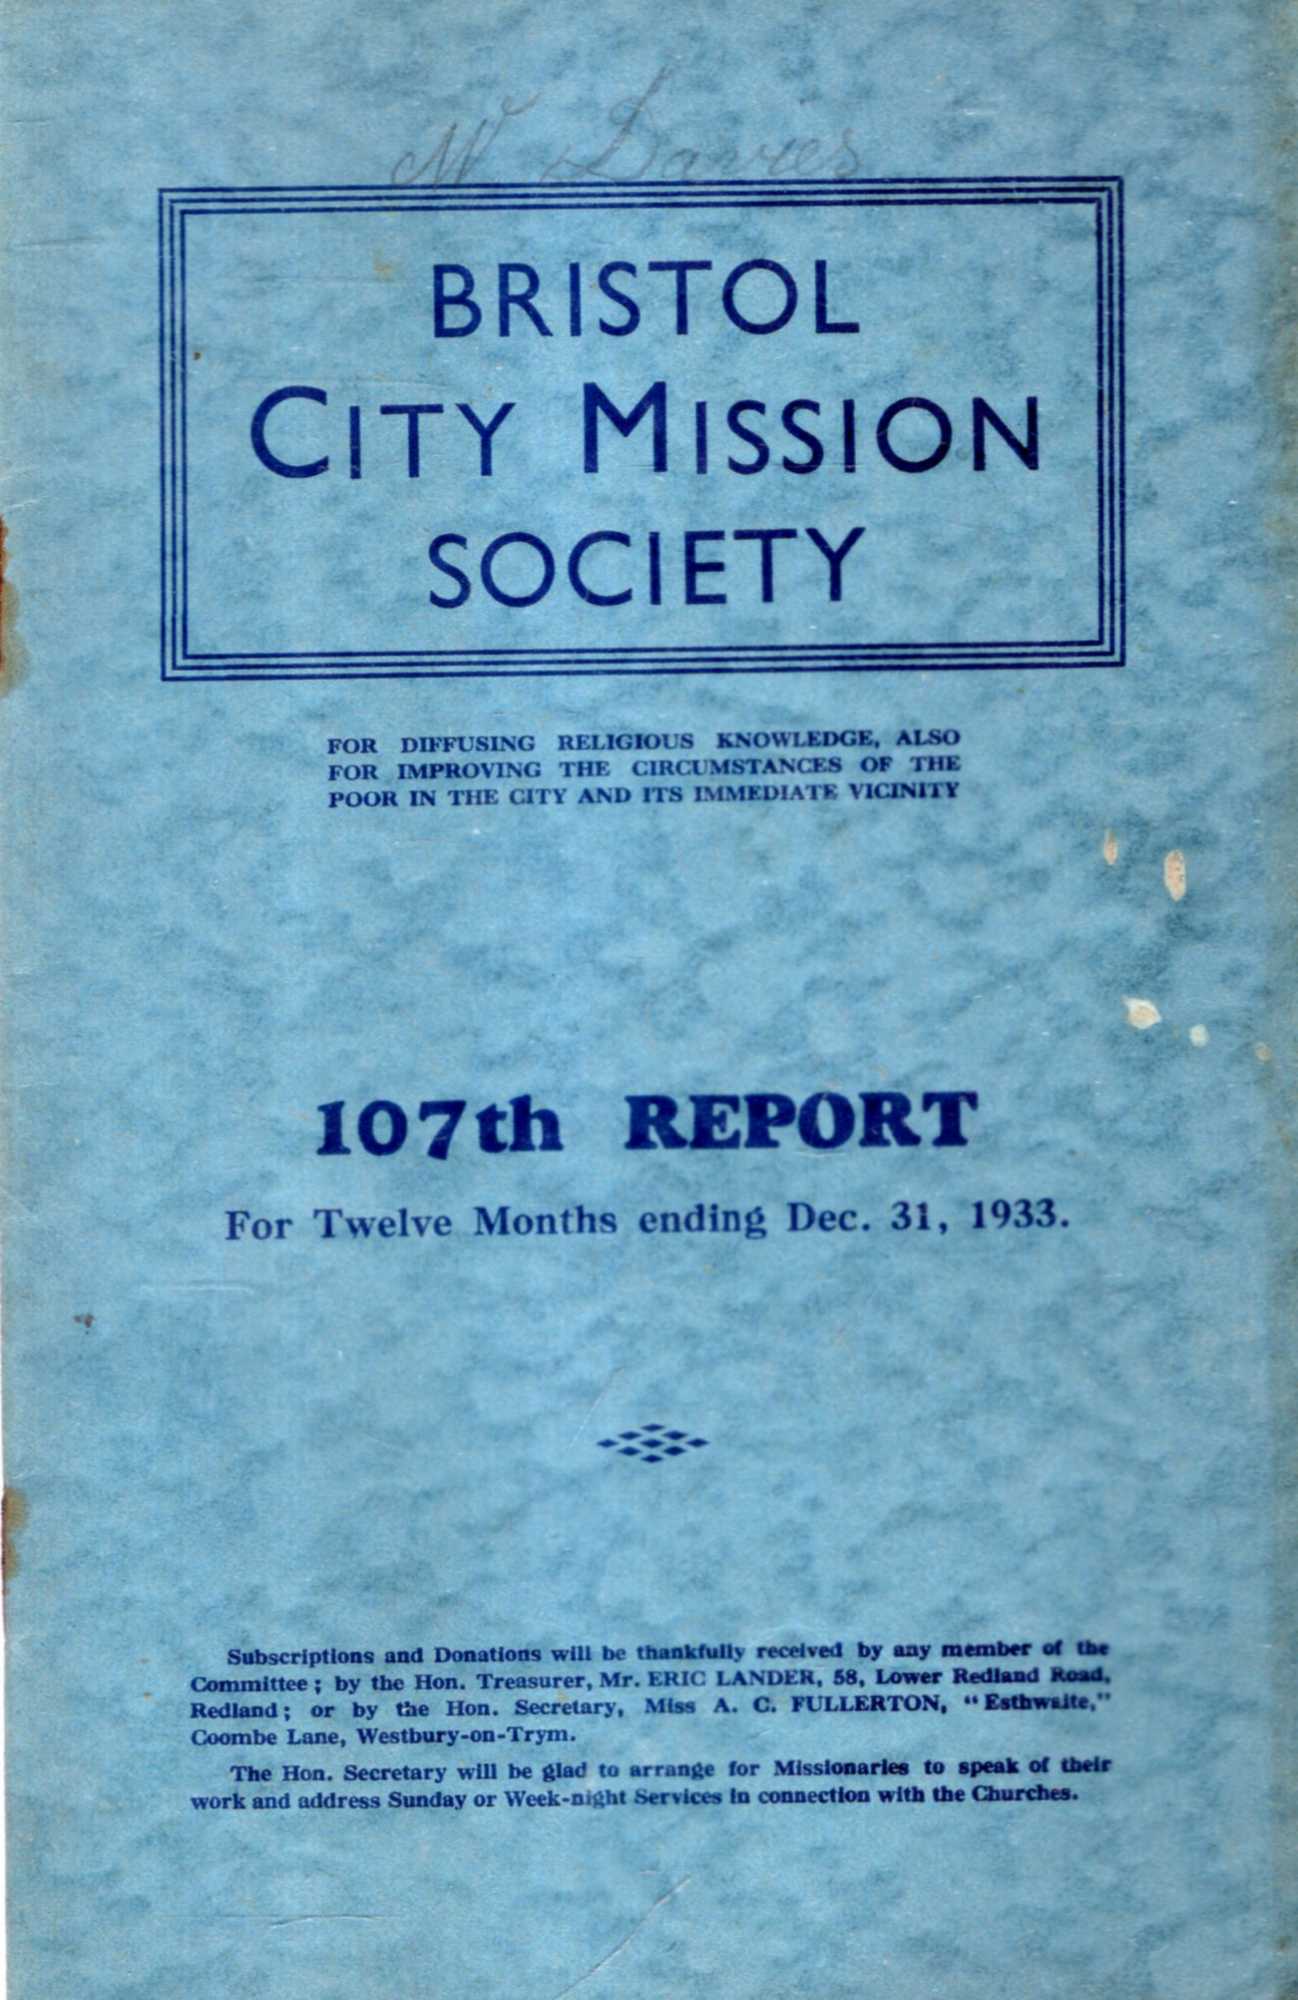 W Davies
BRISTOL
CITY MISSION
SOCIETY
FOR DIFFUSING RELIGIOUS KNOWLEDGE, ALSO
FOR IMPROVING THE CIRCUMSTANCES OF THE
POOR IN THE CITY AND ITS IMMEDIATE VICINITY
107th REPORT
For Twelve Months ending Dec. 31, 1933.
Subscriptions and Donations will be thankfully received by any member of the
Committee; by the Hon. Treasurer, Mr. ERIC LANDER, 58, Lower Redland Road,
Redland; or by the Hon. Secretary, Miss A. C. FULLERTON, "Esthwaite,"
Coombe Lane, Westbury-on-Trym.
The Hon. Secretary will be glad to arrange for Missionaries to speak of their
work and address Sunday or Week-night Services in connection with the Churches.